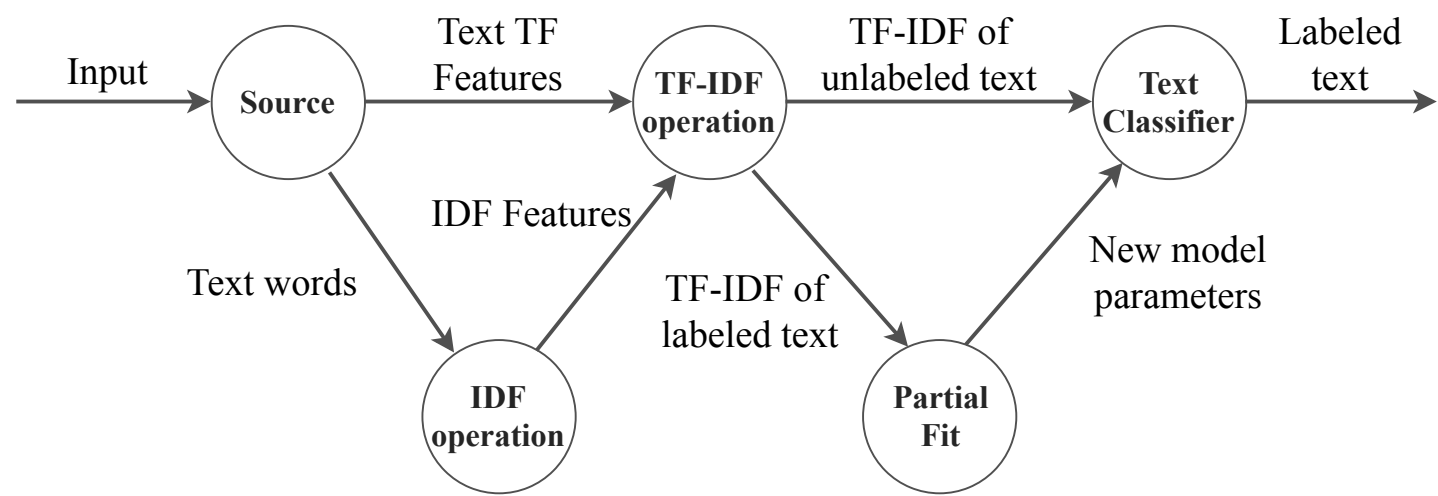 Input
Source
Text TF
Features
TF-IDF
operation
TF-IDF of
unlabeled text
Text
Classifier
Labeled
text
Text words
IDF Features
IDF
operation
TF-IDF of
labeled text
Partial
Fit
New model
parameters